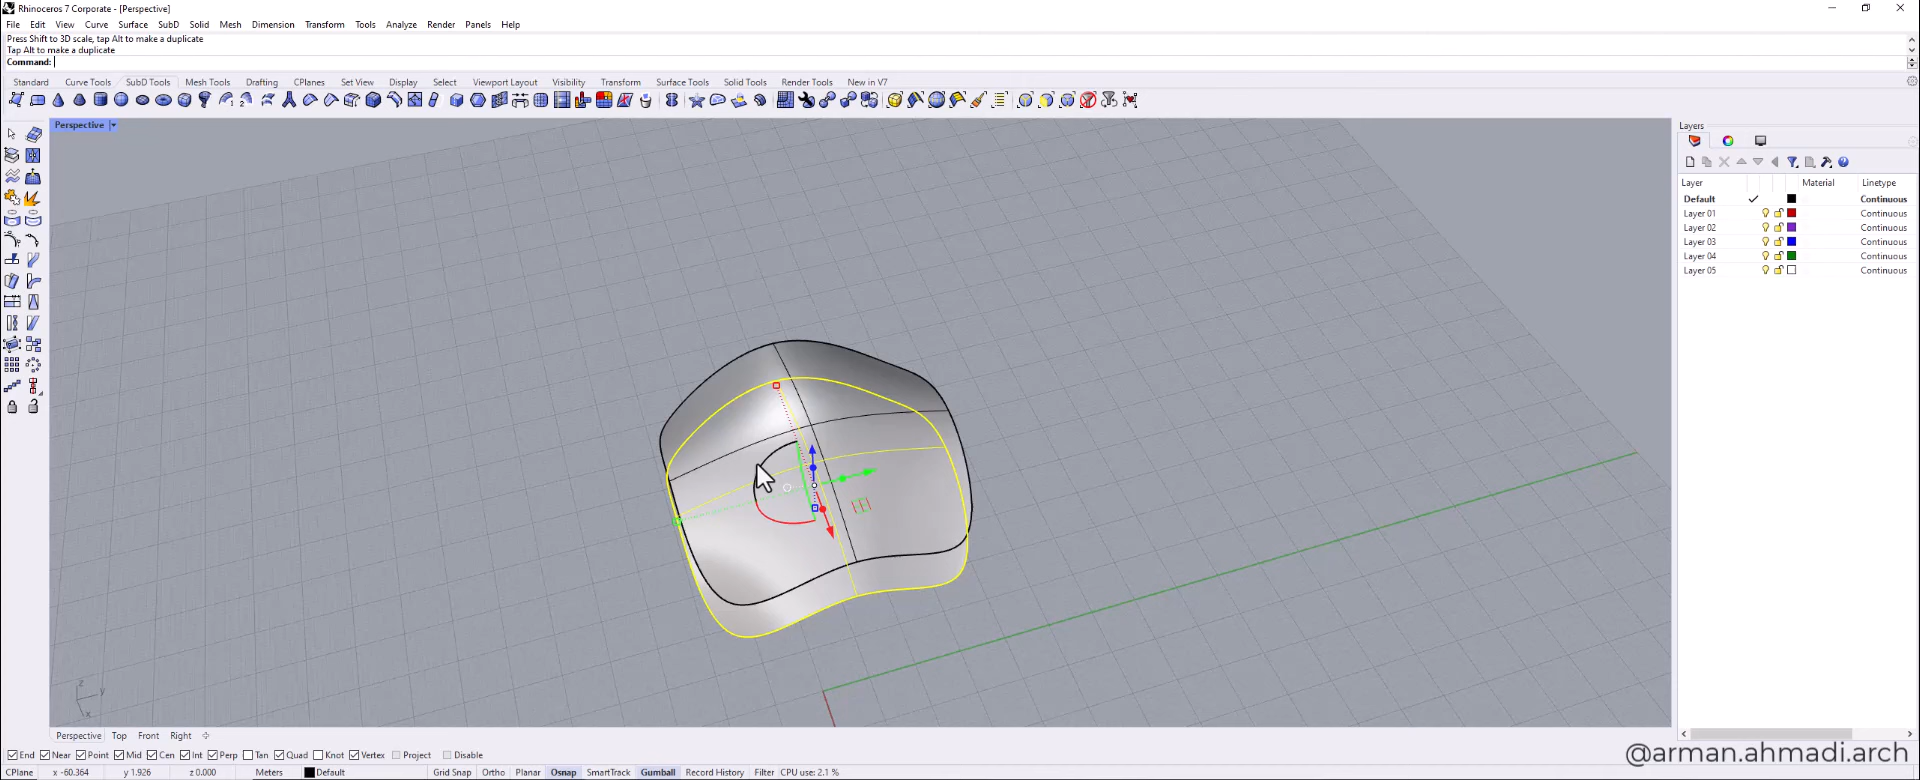 Rhinoceros 7 Corporate - [Perspective]
File Edit View Curve Surface SubD Solid Mesh Dimension Transform Tools Analyze Render Panels Help
Press Shift to 3D scale, tap Alt to make a duplicate
Tap Alt to make a duplicate
Command:
Standard Curve Tools SubD Tools Mesh Tools Drafting CPlanes Set View Display Select Viewport Layout Visibility Transform Surface Tools Solid Tools Render Tools New in V7
Perspective
Layers
Layer Material Linetype
Default Continuous
Layer 01 Continuous
Layer 02 Continuous
Layer 03 Continuous
Layer 04 Continuous
Layer 05 Continuous
z y x
Perspective Top Front Right
End Near Point Mid Cen Int Perp Tan Quad Knot Vertex Project Disable
@arman.ahmadi.arch
CPlane x -60.364 y 1.926 z 0.000 Meters Default Grid Snap Ortho Planar Osnap SmartTrack Gumball Record History Filter CPU use: 2.1 %